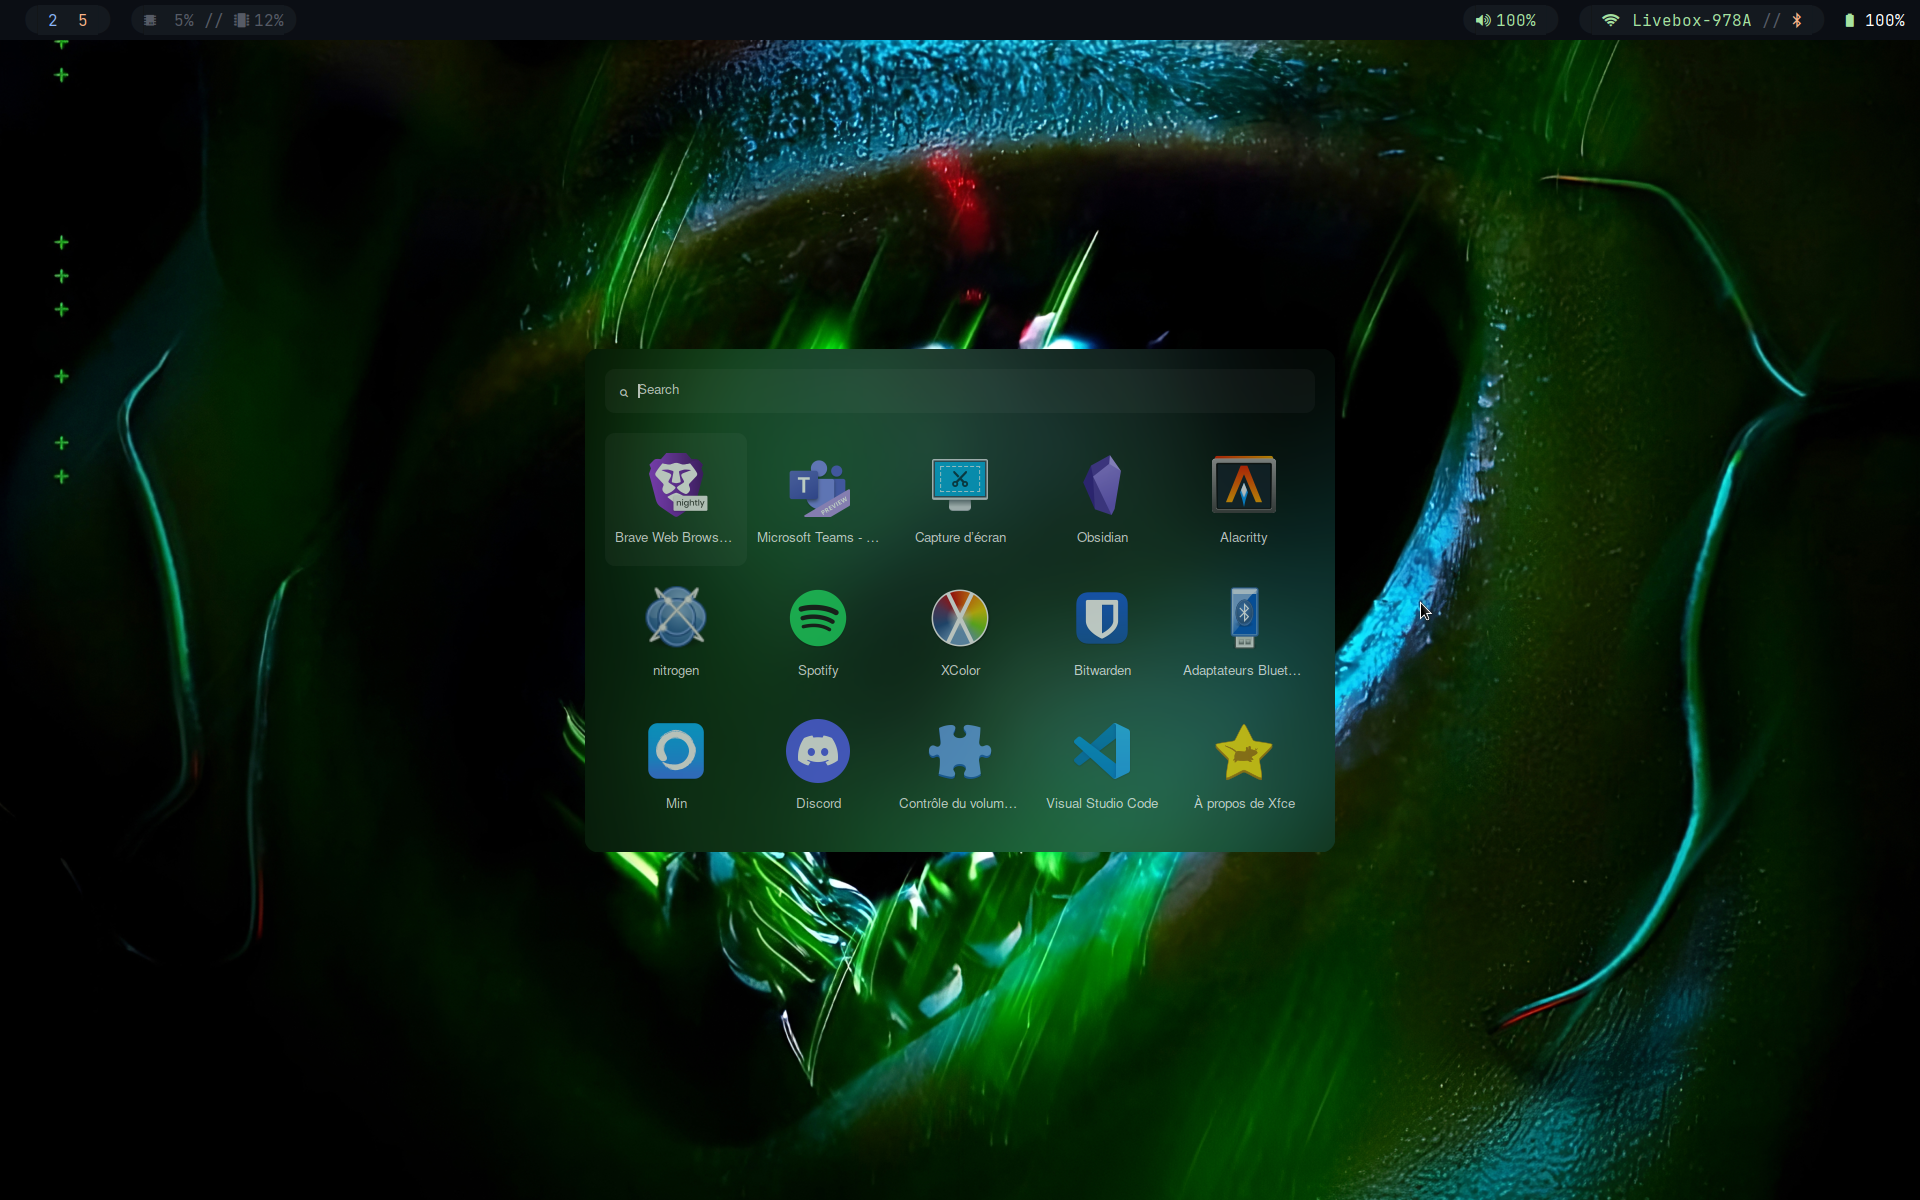 2 5
5% // 12%
100%
Livebox-978A //
100%
Search
nightly
T
PREVIEW
Brave Web Brows…
Microsoft Teams - …
Capture d'écran
Obsidian
Alacritty
nitrogen
Spotify
XColor
Bitwarden
Adaptateurs Bluet…
Min
Discord
Contrôle du volum…
Visual Studio Code
À propos de Xfce